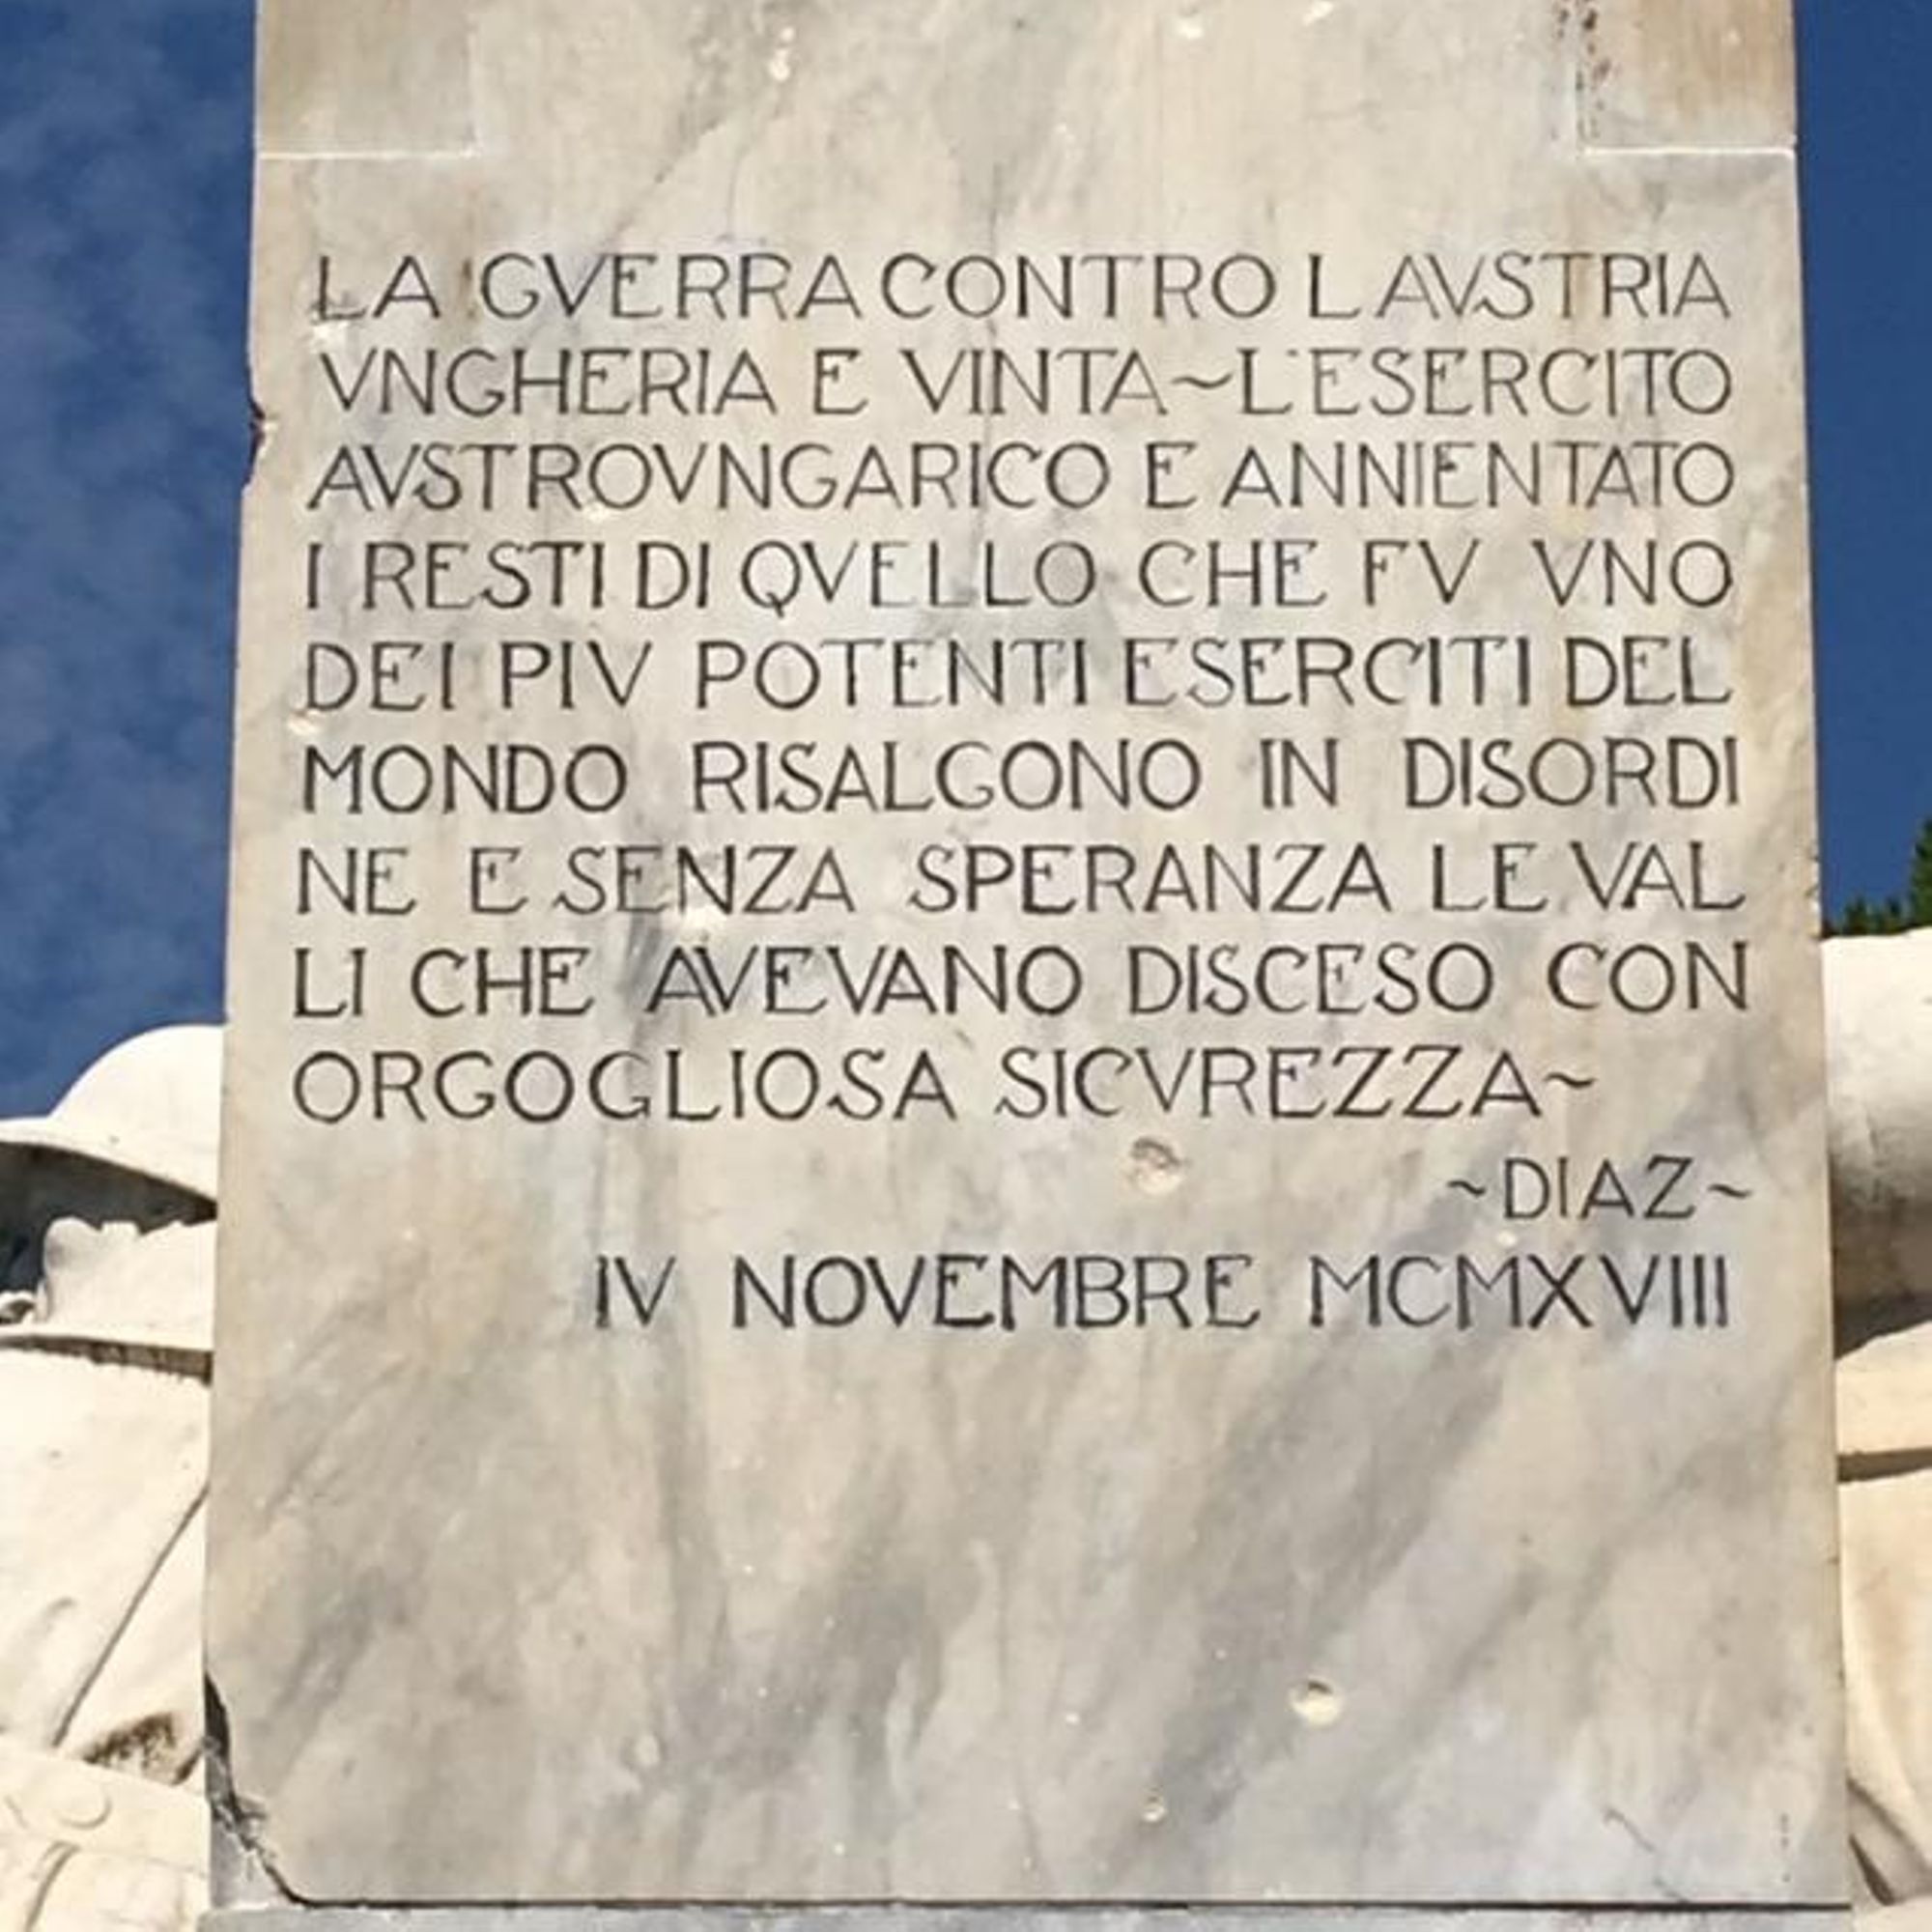 LA GVERRA CONTRO L AVSTRIA
VNGHERIA E VINTA~L'ESERCITO
AVSTROVNGARICO E ANNIENTATO
I RESTI DI QVELLO CHE FV VNO
DEI PIV POTENTI ESERCITI DEL
MONDO RISALGONO IN DISORDI
NE E SENZA SPERANZA LE VAL
LI CHE AVEVANO DISCESO CON
ORGOGLIOSA SICVREZZA~
~DIAZ~
IV NOVEMBRE MCMXVIII